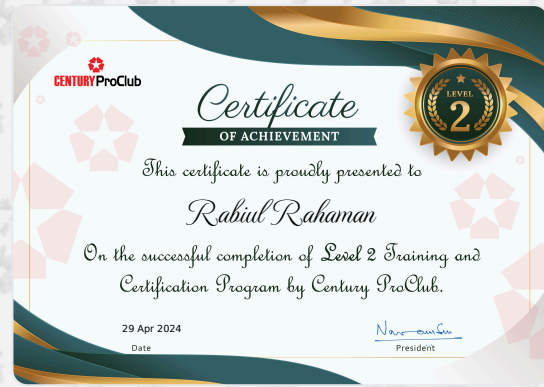 CENTURY ProClub
Certificate
OF ACHIEVEMENT
LEVEL
2
This certificate is proudly presented to
Rabiul Rahaman
On the successful completion of Level 2 Training and
Certification Program by Century ProClub.
29 Apr 2024
Date
President